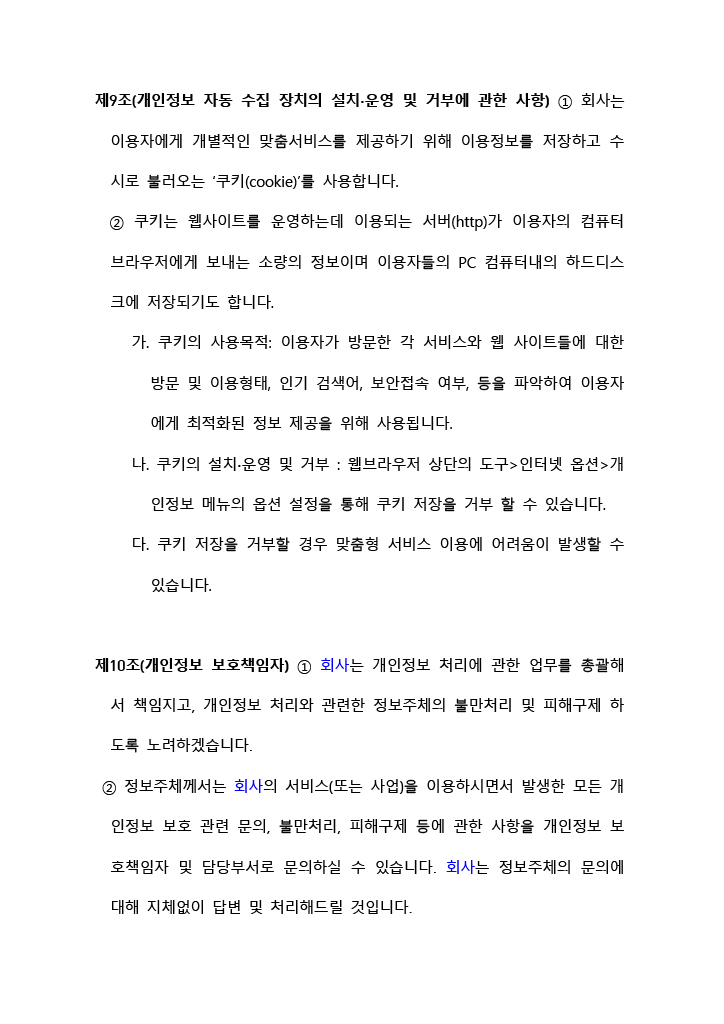 제9조(개인정보 자동 수집 장치의 설치·운영 및 거부에 관한 사항) ① 회사는
이용자에게 개별적인 맞춤서비스를 제공하기 위해 이용정보를 저장하고 수
시로 불러오는 ‘쿠키(cookie)’를 사용합니다.
② 쿠키는 웹사이트를 운영하는데 이용되는 서버(http)가 이용자의 컴퓨터
브라우저에게 보내는 소량의 정보이며 이용자들의 PC 컴퓨터내의 하드디스
크에 저장되기도 합니다.
가. 쿠키의 사용목적: 이용자가 방문한 각 서비스와 웹 사이트들에 대한
방문 및 이용형태, 인기 검색어, 보안접속 여부, 등을 파악하여 이용자
에게 최적화된 정보 제공을 위해 사용됩니다.
나. 쿠키의 설치·운영 및 거부 : 웹브라우저 상단의 도구>인터넷 옵션>개
인정보 메뉴의 옵션 설정을 통해 쿠키 저장을 거부 할 수 있습니다.
다. 쿠키 저장을 거부할 경우 맞춤형 서비스 이용에 어려움이 발생할 수
있습니다.
제10조(개인정보 보호책임자) ① 회사는 개인정보 처리에 관한 업무를 총괄해
서 책임지고, 개인정보 처리와 관련한 정보주체의 불만처리 및 피해구제 하
도록 노려하겠습니다.
② 정보주체께서는 회사의 서비스(또는 사업)을 이용하시면서 발생한 모든 개
인정보 보호 관련 문의, 불만처리, 피해구제 등에 관한 사항을 개인정보 보
호책임자 및 담당부서로 문의하실 수 있습니다. 회사는 정보주체의 문의에
대해 지체없이 답변 및 처리해드릴 것입니다.